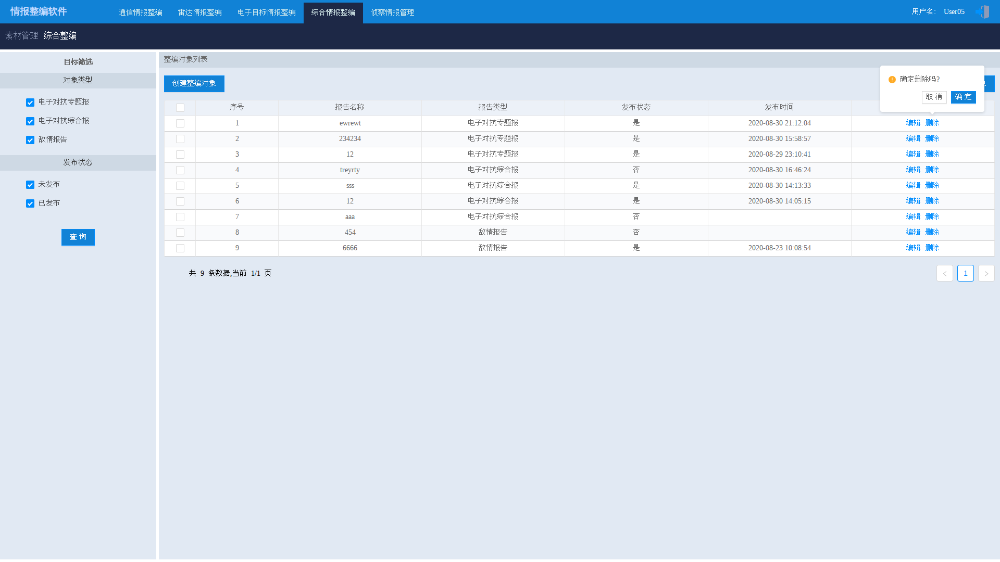 情报整编软件 通信情报整编 雷达情报整编 电子目标情报整编 综合情报整编 侦察情报管理 用户名： User05
素材管理 综合整编
目标筛选
对象类型
电子对抗专题报
电子对抗综合报
敌情报告
发布状态
未发布
已发布
查 询
整编对象列表
创建整编对象
确定删除吗?
取 消 确 定
序号 报告名称 报告类型 发布状态 发布时间
1 ewrewt 电子对抗专题报 是 2020-08-30 21:12:04 编辑 删除
2 234234 电子对抗专题报 是 2020-08-30 15:58:57 编辑 删除
3 12 电子对抗专题报 是 2020-08-29 23:10:41 编辑 删除
4 treyrty 电子对抗综合报 否 2020-08-30 16:46:24 编辑 删除
5 sss 电子对抗综合报 是 2020-08-30 14:13:33 编辑 删除
6 12 电子对抗综合报 是 2020-08-30 14:05:15 编辑 删除
7 aaa 电子对抗综合报 否 编辑 删除
8 454 敌情报告 否 编辑 删除
9 6666 敌情报告 是 2020-08-23 10:08:54 编辑 删除
共 9 条数据,当前 1/1 页
< 1 >